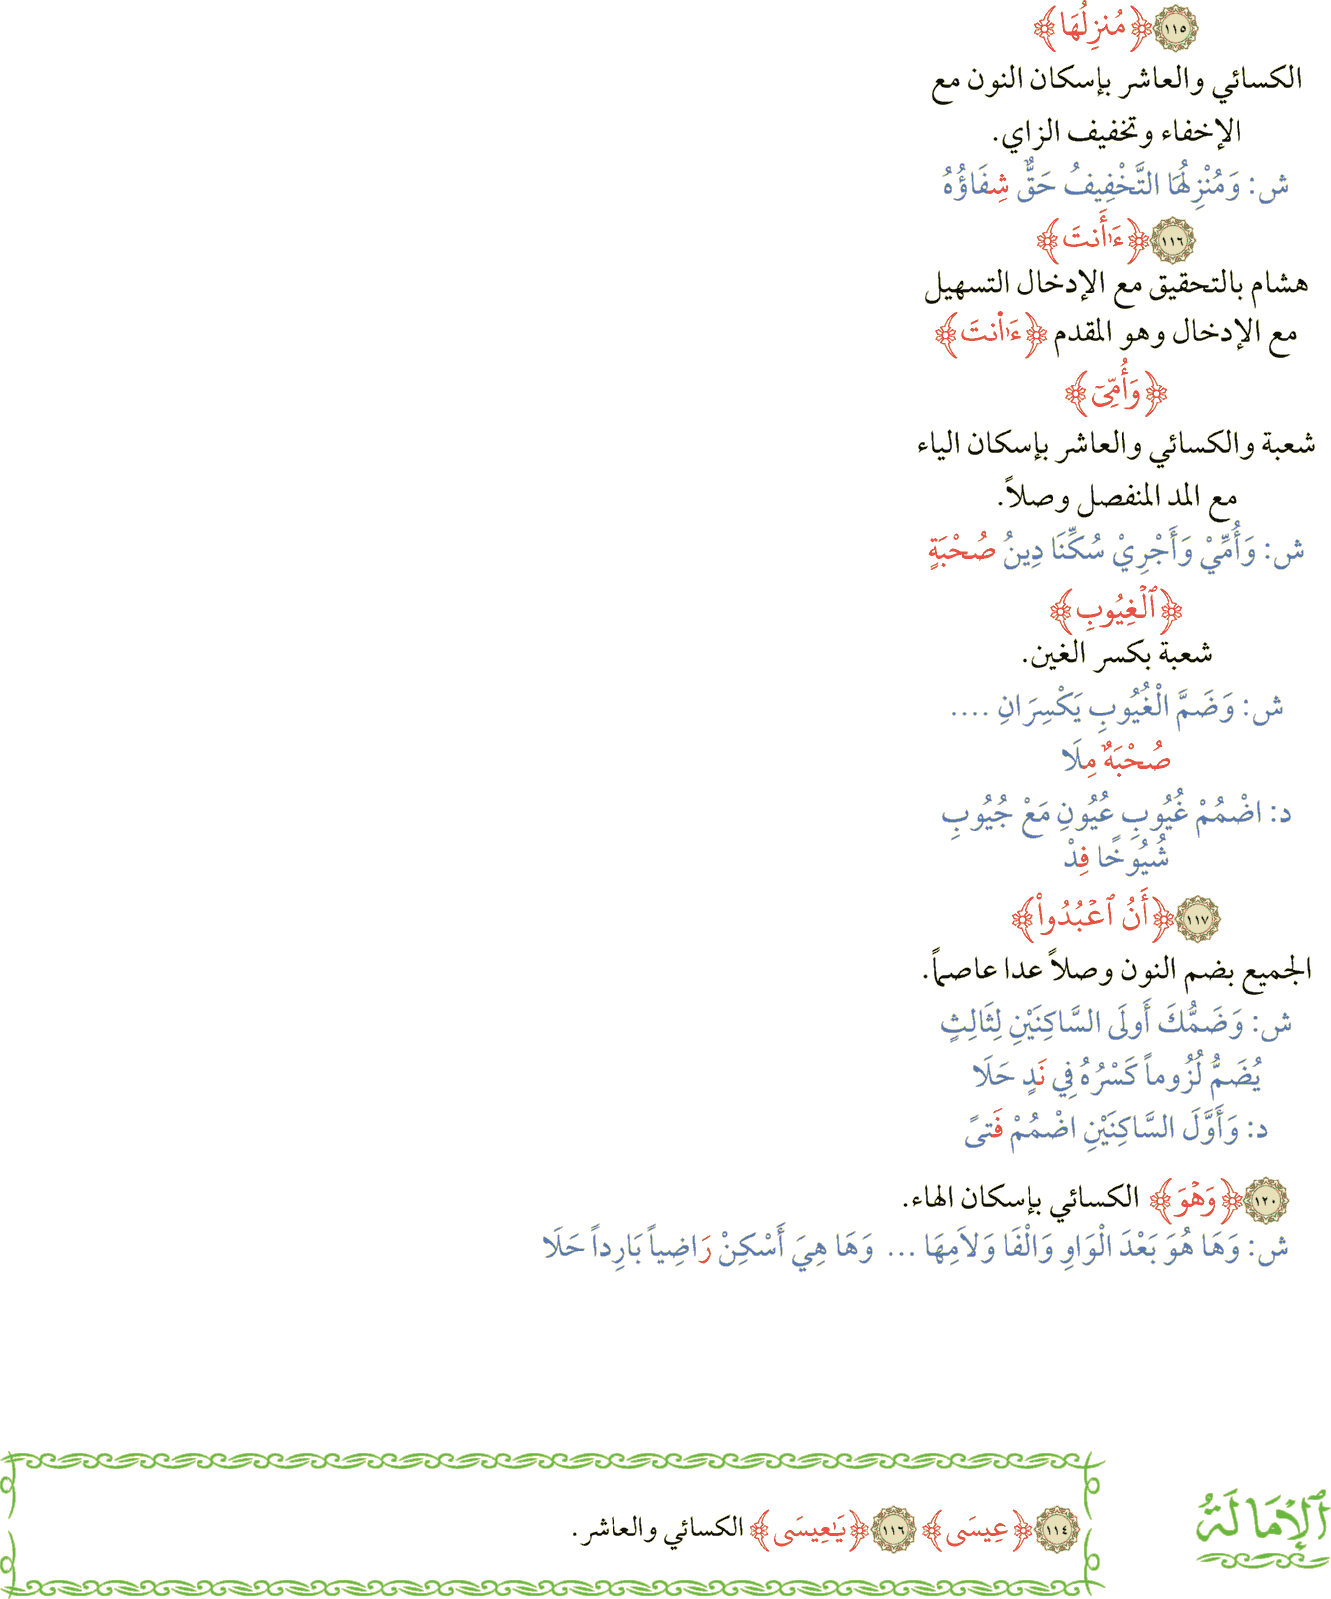 ١١٥ ﴿مُنزِلُهَا﴾
الكسائي والعاشر بإسكان النون مع
الإخفاء وتخفيف الزاي.
ش: وَمُنْزِلُهَا التَّخْفِيفُ حَقٌّ شِفَاؤُهُ
١١٦ ﴿ءَا۬أَنتَ﴾
هشام بالتحقيق مع الإدخال التسهيل
مع الإدخال وهو المقدم ﴿ءَا۬نتَ﴾
﴿وَأُمِّىٓ﴾
شعبة والكسائي والعاشر بإسكان الياء
مع المد المنفصل وصلاً.
ش: وَأُمِّيْ وَأَجْرِيْ سُكِّنَا دِينُ صُحْبَةٍ
﴿ٱلْغِيُوبِ﴾
شعبة بكسر الغين.
ش: وَضَمَّ الْغُيُوبِ يَكْسِرَانِ ....
صُحْبَةٌ مِلَا
د: اضْمُمْ غُيُوبِ عُيُونِ مَعْ جُيُوبِ
شُيُوخًا فِدْ
١١٧ ﴿أَنُ ٱعْبُدُوا۟﴾
الجميع بضم النون وصلاً عدا عاصماً.
ش: وَضَمُّكَ أَولَى السَّاكِنَيْنِ لِثَالِثٍ
يُضَمُّ لُزُوماً كَسْرُهُ فِي نَدٍ حَلَا
د: وَأَوَّلَ السَّاكِنَيْنِ اضْمُمْ فَتىً
١٢٠ ﴿وَهْوَ﴾ الكسائي بإسكان الهاء.
ش: وَهَا هُوَ بَعْدَ الْوَاوِ وَالْفَا وَلاَمِهَا ... وَهَا هِيَ أَسْكِنْ رَاضِياً بَارِداً حَلَا
ٱلْإِمَالَةُ
١١٤ ﴿عِيسَى﴾ ١١٦ ﴿يَٰعِيسَى﴾ الكسائي والعاشر.